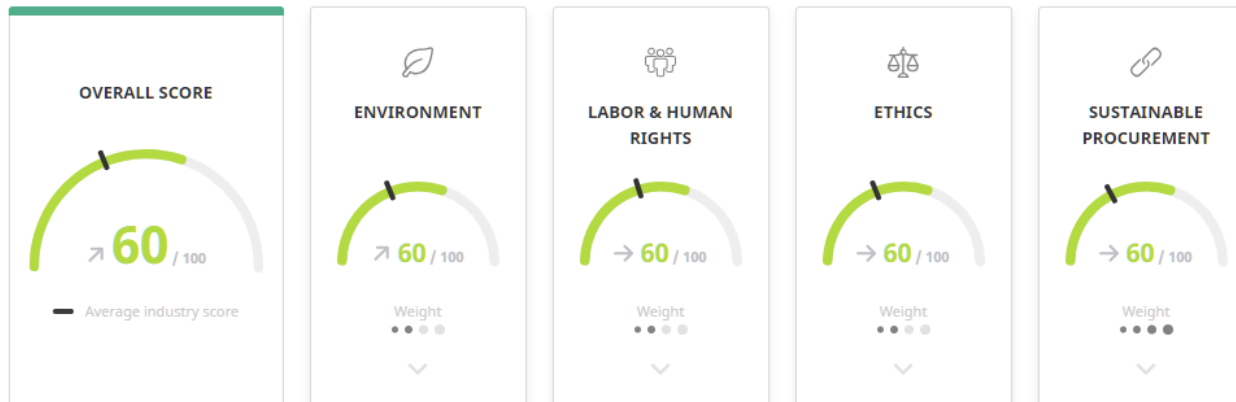 OVERALL SCORE
60 / 100
Average industry score
ENVIRONMENT
60 / 100
Weight
LABOR & HUMAN
RIGHTS
60 / 100
Weight
ETHICS
60 / 100
Weight
SUSTAINABLE
PROCUREMENT
60 / 100
Weight